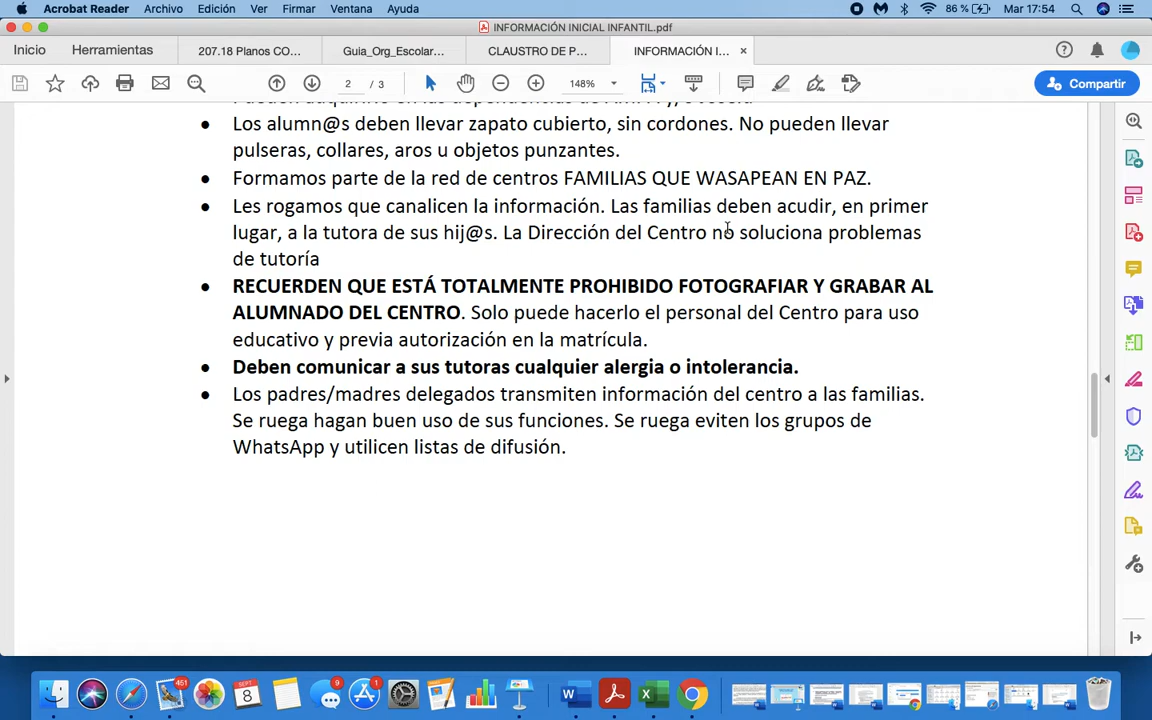 Acrobat Reader Archivo Edición Ver Firmar Ventana Ayuda 86 % Mar 17:54
INFORMACIÓN INICIAL INFANTIL.pdf
Inicio Herramientas 207.18 Planos CO... Guia_Org_Escolar... CLAUSTRO DE P... INFORMACIÓN I... ×
2 / 3 148% Compartir
● Los alumn@s deben llevar zapato cubierto, sin cordones. No pueden llevar
pulseras, collares, aros u objetos punzantes.
● Formamos parte de la red de centros FAMILIAS QUE WASAPEAN EN PAZ.
● Les rogamos que canalicen la información. Las familias deben acudir, en primer
lugar, a la tutora de sus hij@s. La Dirección del Centro no soluciona problemas
de tutoría
● RECUERDEN QUE ESTÁ TOTALMENTE PROHIBIDO FOTOGRAFIAR Y GRABAR AL
ALUMNADO DEL CENTRO. Solo puede hacerlo el personal del Centro para uso
educativo y previa autorización en la matrícula.
● Deben comunicar a sus tutoras cualquier alergia o intolerancia.
● Los padres/madres delegados transmiten información del centro a las familias.
Se ruega hagan buen uso de sus funciones. Se ruega eviten los grupos de
WhatsApp y utilicen listas de difusión.
451 SEPT 8 9 1